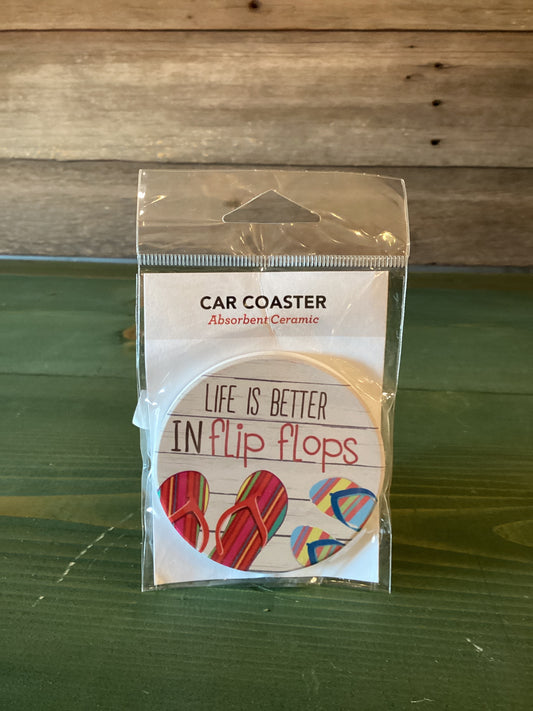 CAR COASTER
Absorbent Ceramic
LIFE IS BETTER
IN flip flops